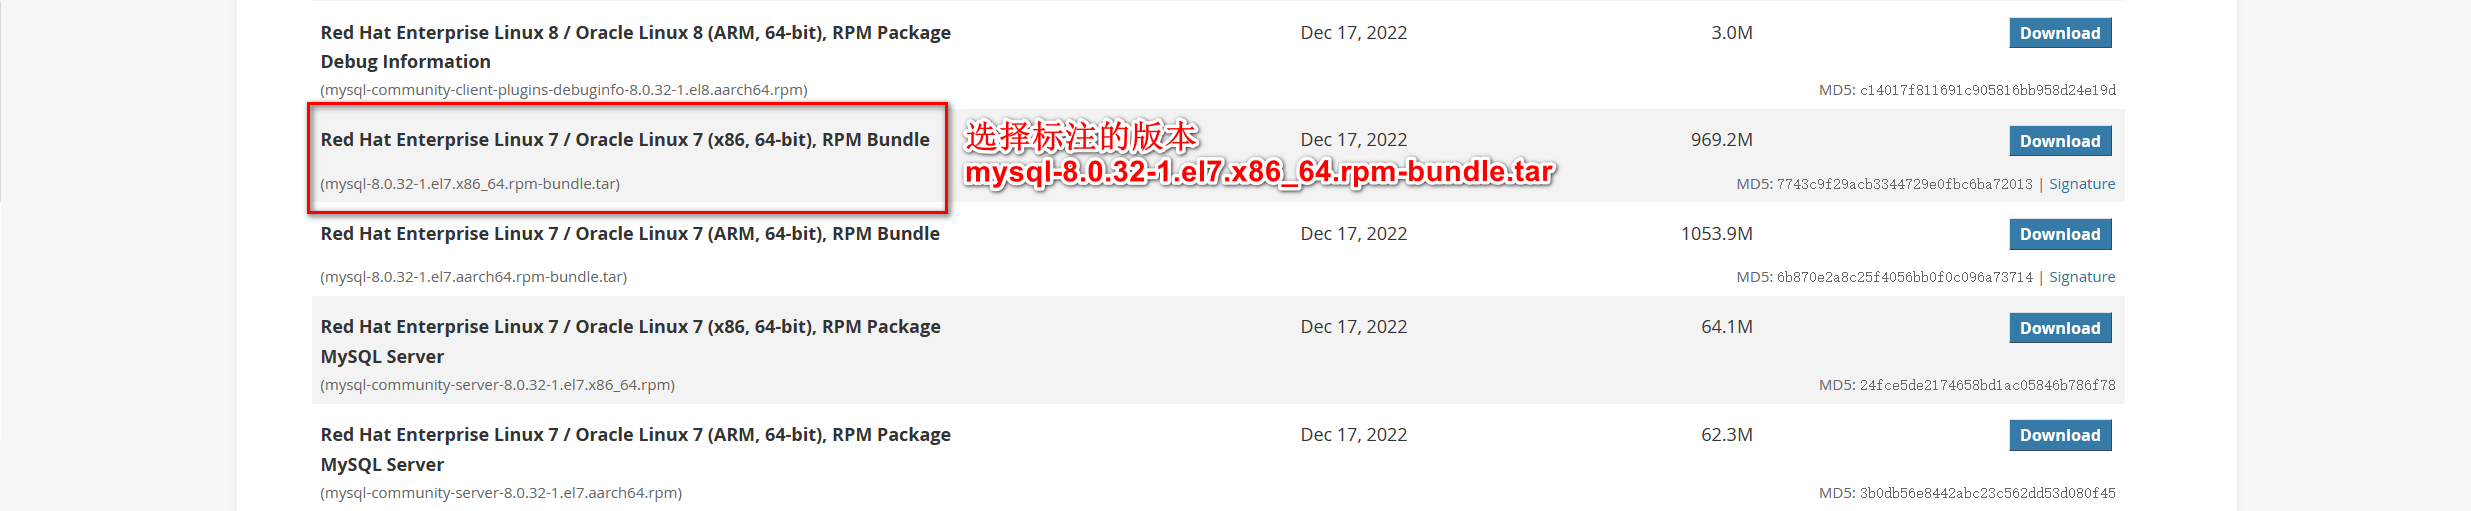 Red Hat Enterprise Linux 8 / Oracle Linux 8 (ARM, 64-bit), RPM Package Dec 17, 2022 3.0M Download
Debug Information
(mysql-community-client-plugins-debuginfo-8.0.32-1.el8.aarch64.rpm) MD5: c14017f811691c905816bb958d24e19d
选择标注的版本
Red Hat Enterprise Linux 7 / Oracle Linux 7 (x86, 64-bit), RPM Bundle Dec 17, 2022 969.2M Download
mysql-8.0.32-1.el7.x86_64.rpm-bundle.tar
(mysql-8.0.32-1.el7.x86_64.rpm-bundle.tar) MD5: 7743c9f29acb3344729e0fbc6ba72013 | Signature
Red Hat Enterprise Linux 7 / Oracle Linux 7 (ARM, 64-bit), RPM Bundle Dec 17, 2022 1053.9M Download
(mysql-8.0.32-1.el7.aarch64.rpm-bundle.tar) MD5: 6b870e2a8c25f4056bb0f0c096a73714 | Signature
Red Hat Enterprise Linux 7 / Oracle Linux 7 (x86, 64-bit), RPM Package Dec 17, 2022 64.1M Download
MySQL Server
(mysql-community-server-8.0.32-1.el7.x86_64.rpm) MD5: 24fce5de2174658bd1ac05846b786f78
Red Hat Enterprise Linux 7 / Oracle Linux 7 (ARM, 64-bit), RPM Package Dec 17, 2022 62.3M Download
MySQL Server
(mysql-community-server-8.0.32-1.el7.aarch64.rpm) MD5: 3b0db56e8442abc23c562dd53d080f45